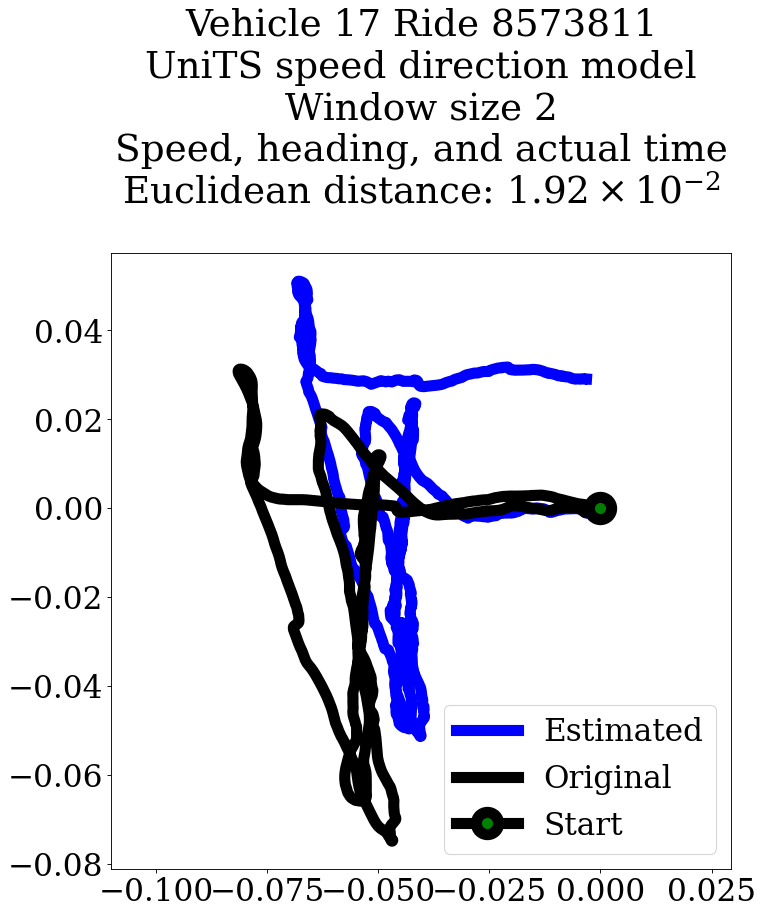 Vehicle 17 Ride 8573811
UniTS speed direction model
Window size 2
Speed, heading, and actual time
Euclidean distance: 1.92 × 10⁻²
0.04
0.02
0.00
−0.02
−0.04
−0.06
−0.08
Estimated
Original
Start
−0.100 −0.075 −0.050 −0.025 0.000 0.025